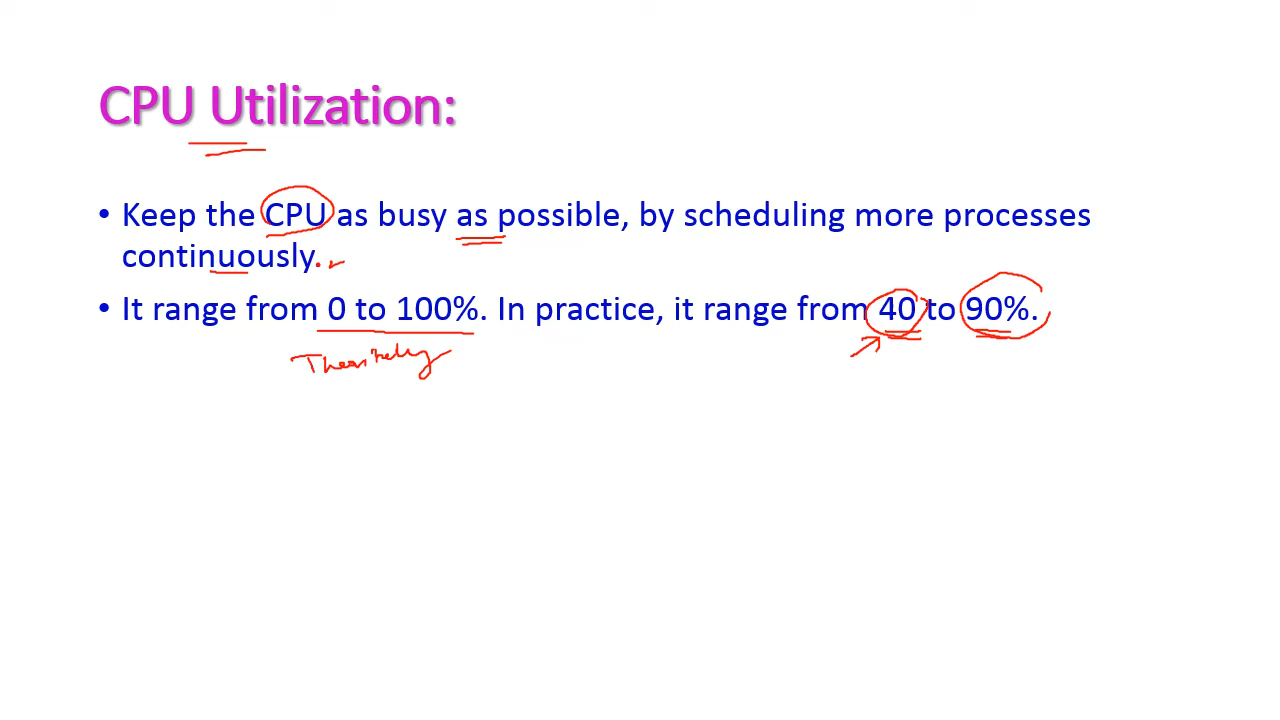 CPU Utilization:
• Keep the CPU as busy as possible, by scheduling more processes
continuously.
• It range from 0 to 100%. In practice, it range from 40 to 90%.